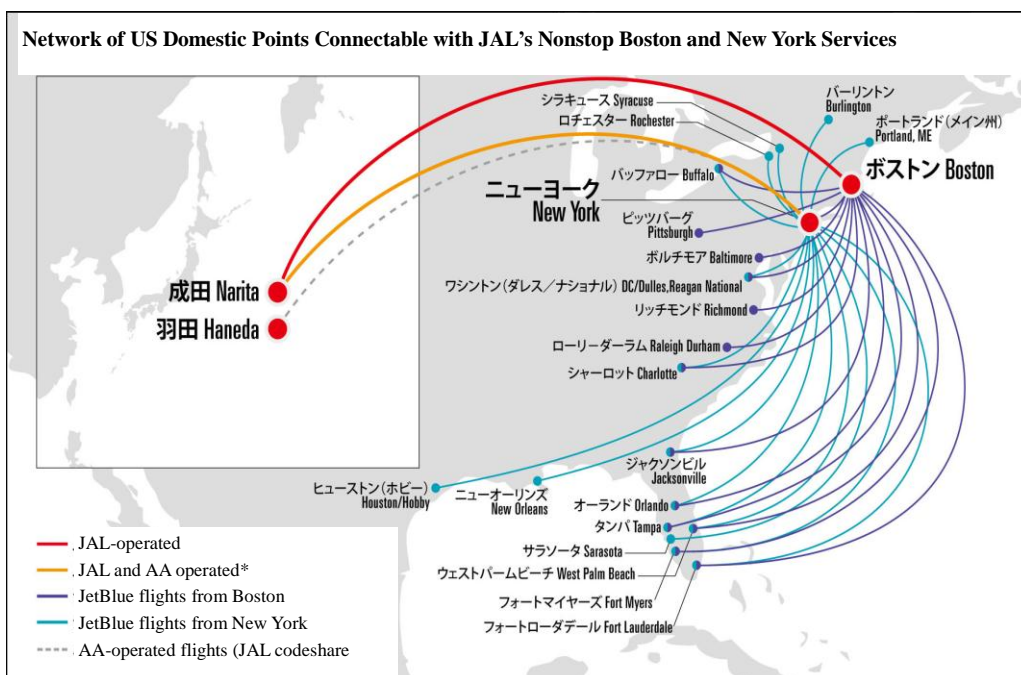 Network of US Domestic Points Connectable with JAL's Nonstop Boston and New York Services
シラキュース Syracuse
ロチェスター Rochester
バーリントン
Burlington
ポートランド(メイン州)
Portland, ME
バッファロー Buffalo
ボストン Boston
ニューヨーク
New York
ピッツバーグ
Pittsburgh
ボルチモア Baltimore
ワシントン(ダレス/ナショナル) DC/Dulles,Reagan National
リッチモンド Richmond
成田 Narita
羽田 Haneda
ローリーダーラム Raleigh Durham
シャーロット Charlotte
ジャクソンビル
Jacksonville
ヒューストン(ホビー)
Houston/Hobby
ニューオーリンズ
New Orleans
オーランド Orlando
タンパ Tampa
サラソータ Sarasota
ウェストパームビーチ West Palm Beach
フォートマイヤーズ Fort Myers
フォートローダデール Fort Lauderdale
JAL-operated
JAL and AA operated*
JetBlue flights from Boston
JetBlue flights from New York
AA-operated flights (JAL codeshare